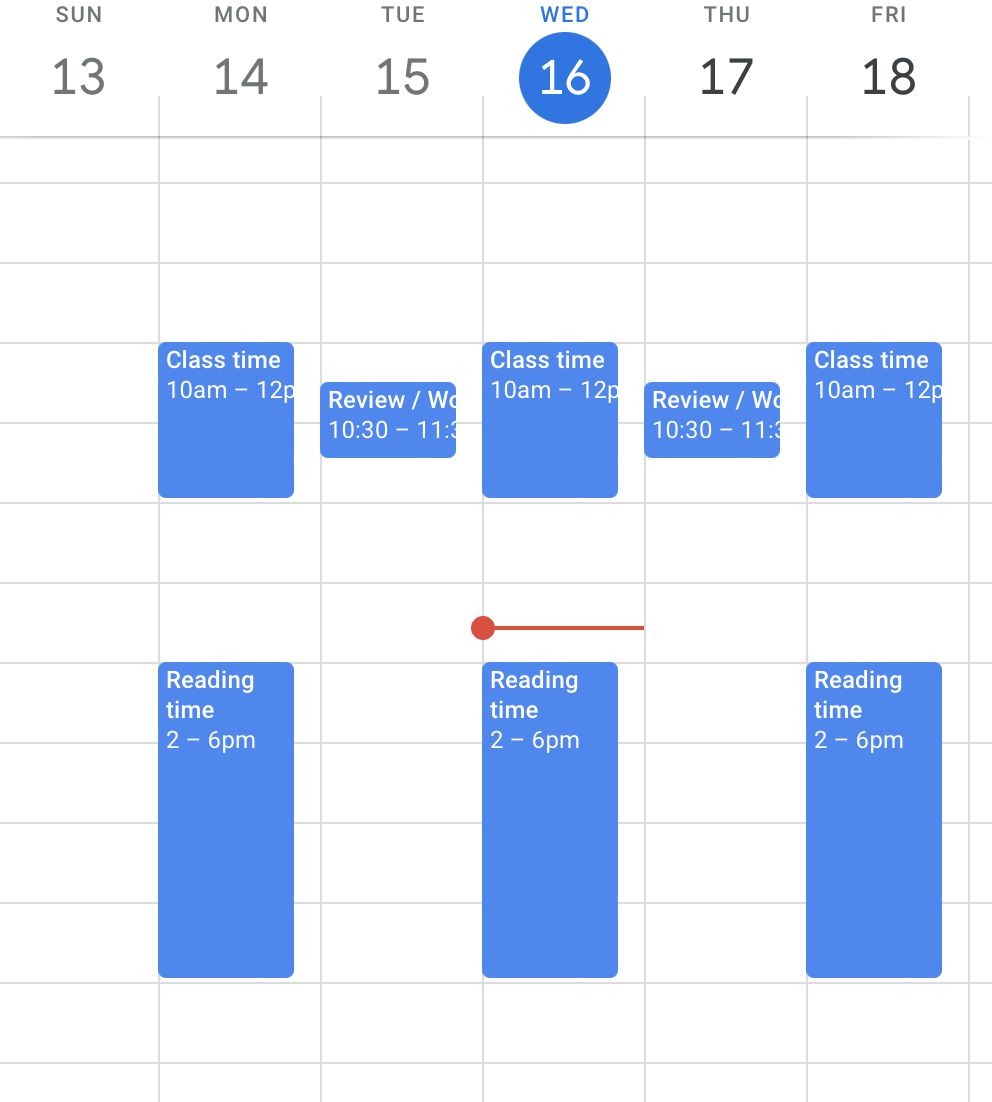 SUN MON TUE WED THU FRI
13 14 15 16 17 18
Class time
10am – 12p
Review / Wo
10:30 – 11:3
Class time
10am – 12p
Review / Wo
10:30 – 11:3
Class time
10am – 12p
Reading
time
2 – 6pm
Reading
time
2 – 6pm
Reading
time
2 – 6pm